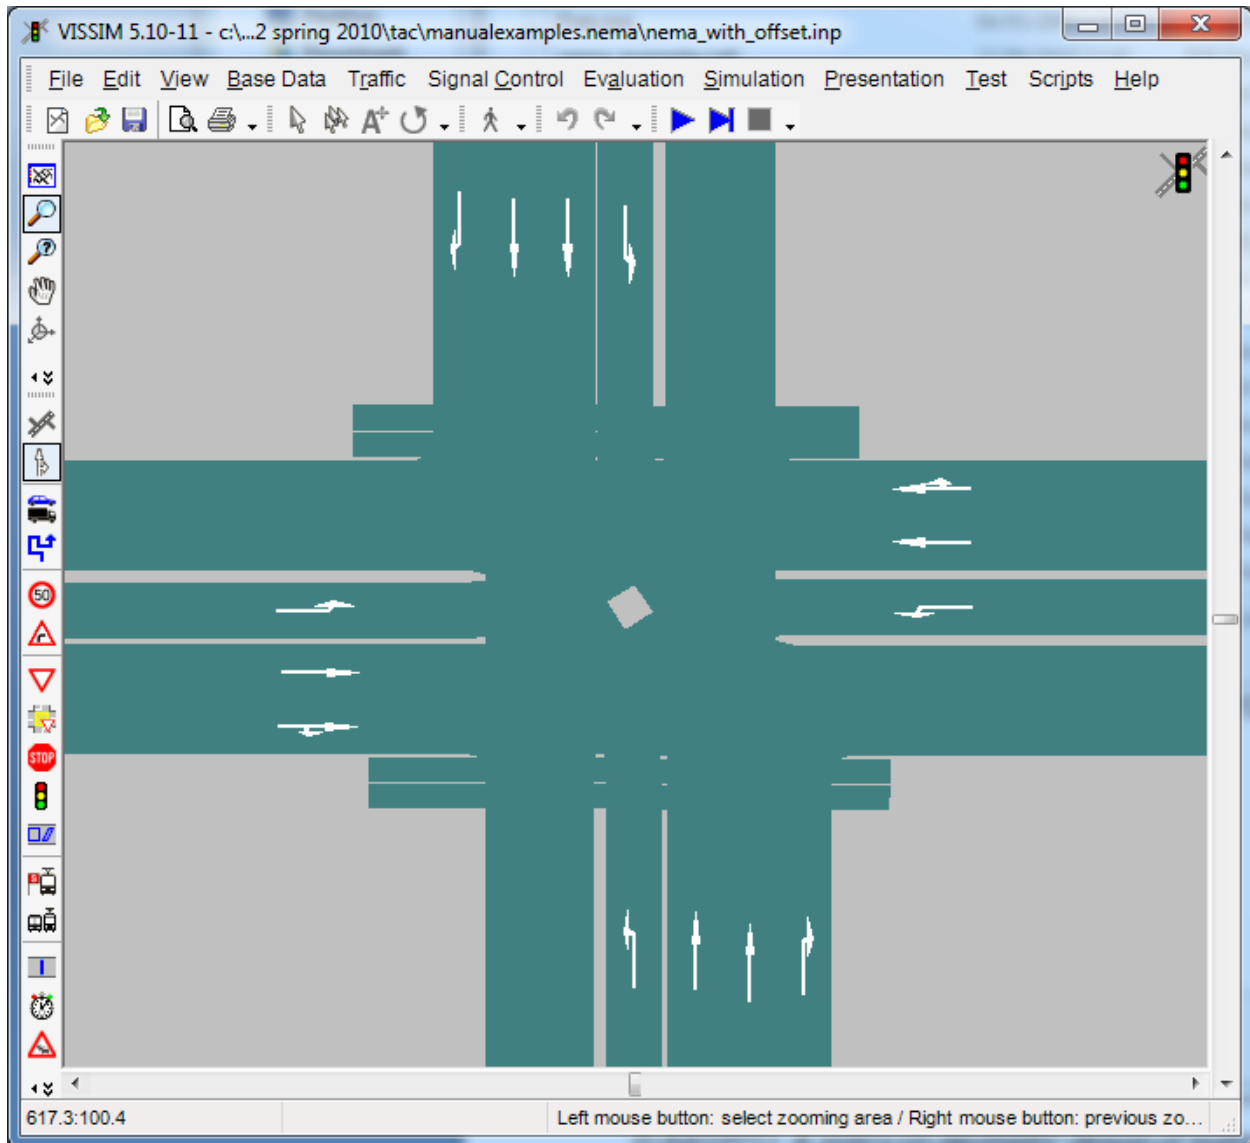 VISSIM 5.10-11 - c:\...2 spring 2010\tac\manualexamples.nema\nema_with_offset.inp
File Edit View Base Data Traffic Signal Control Evaluation Simulation Presentation Test Scripts Help
50
STOP
617.3:100.4 Left mouse button: select zooming area / Right mouse button: previous zo...